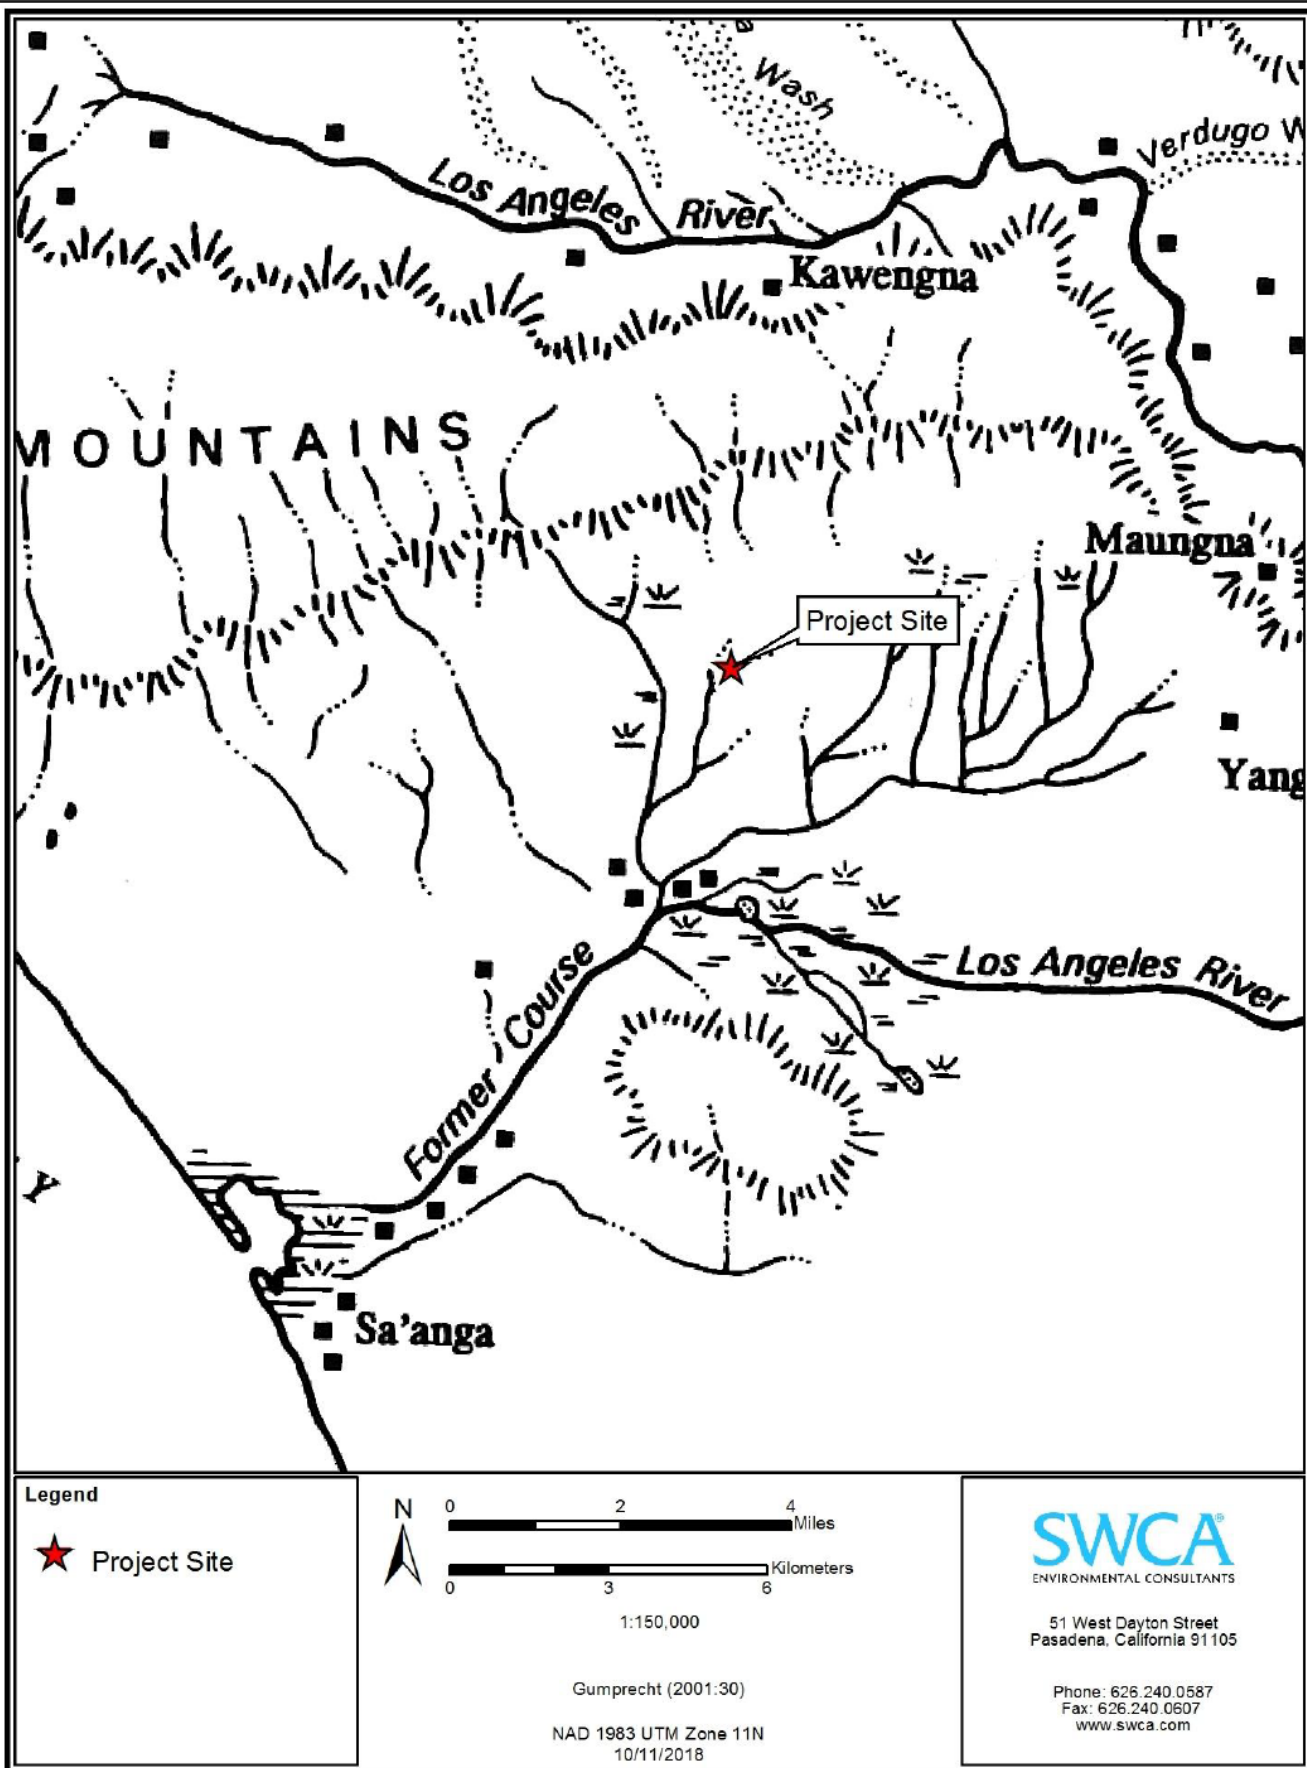 Wash
Verdugo W
Los Angeles River
Kawengna
MOUNTAINS
Maungna
Project Site
Yang
Los Angeles River
Former Course
Y
Sa'anga
Legend
Project Site
N
0 2 4
Miles
Kilometers
0 3 6
1:150,000
Gumprecht (2001:30)
NAD 1983 UTM Zone 11N
10/11/2018
SWCA®
ENVIRONMENTAL CONSULTANTS
51 West Dayton Street
Pasadena, California 91105
Phone: 626.240.0587
Fax: 626.240.0607
www.swca.com